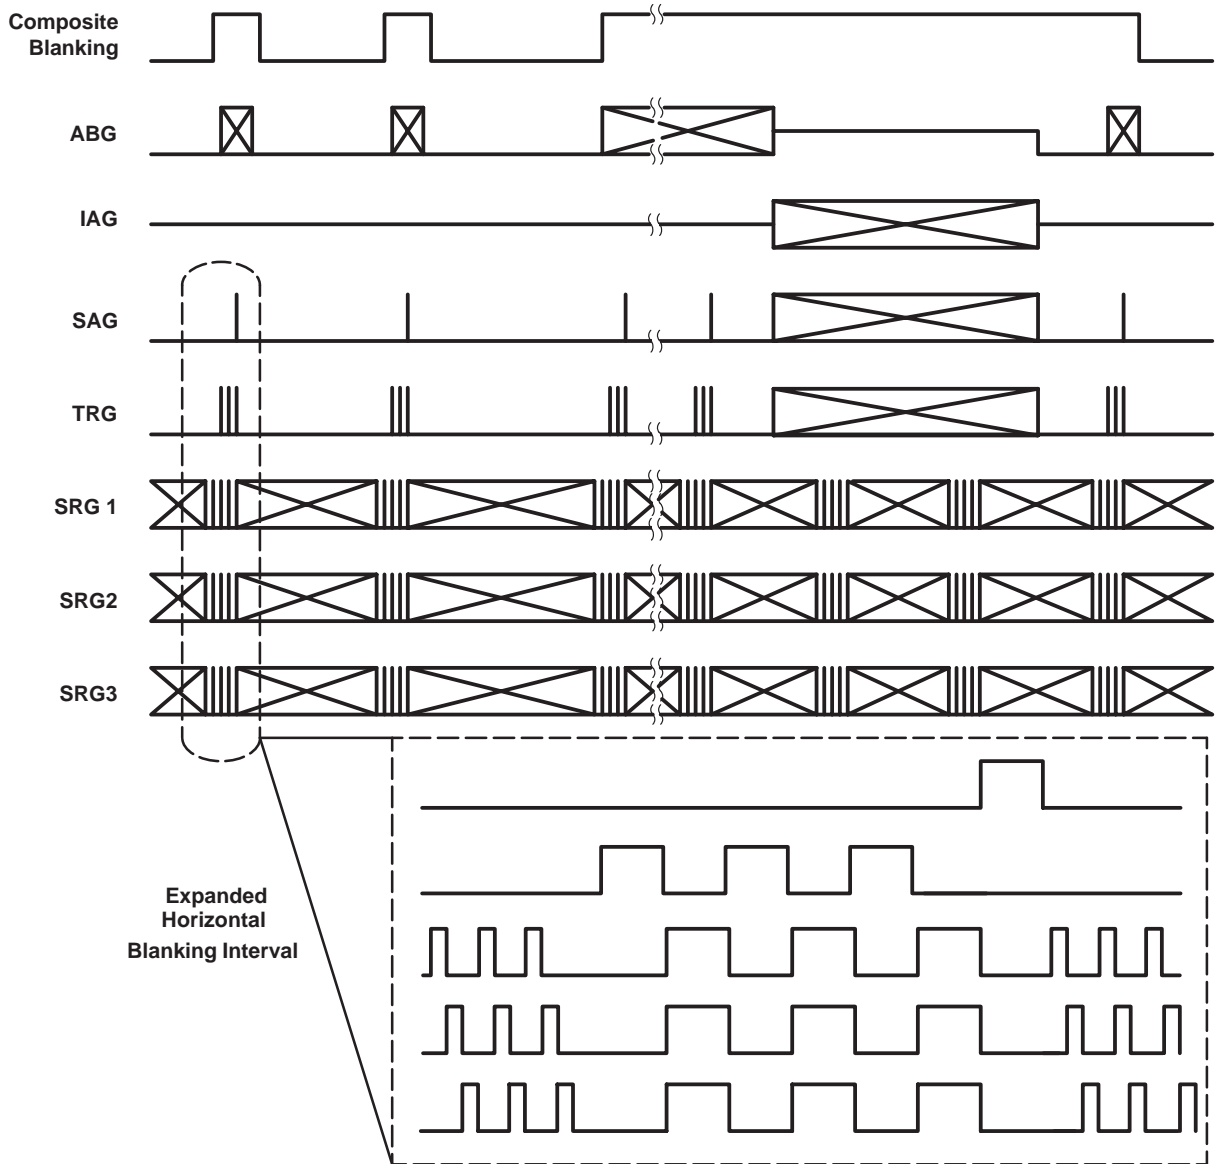 Composite
Blanking
ABG
IAG
SAG
TRG
SRG 1
SRG2
SRG3
Expanded
Horizontal
Blanking Interval